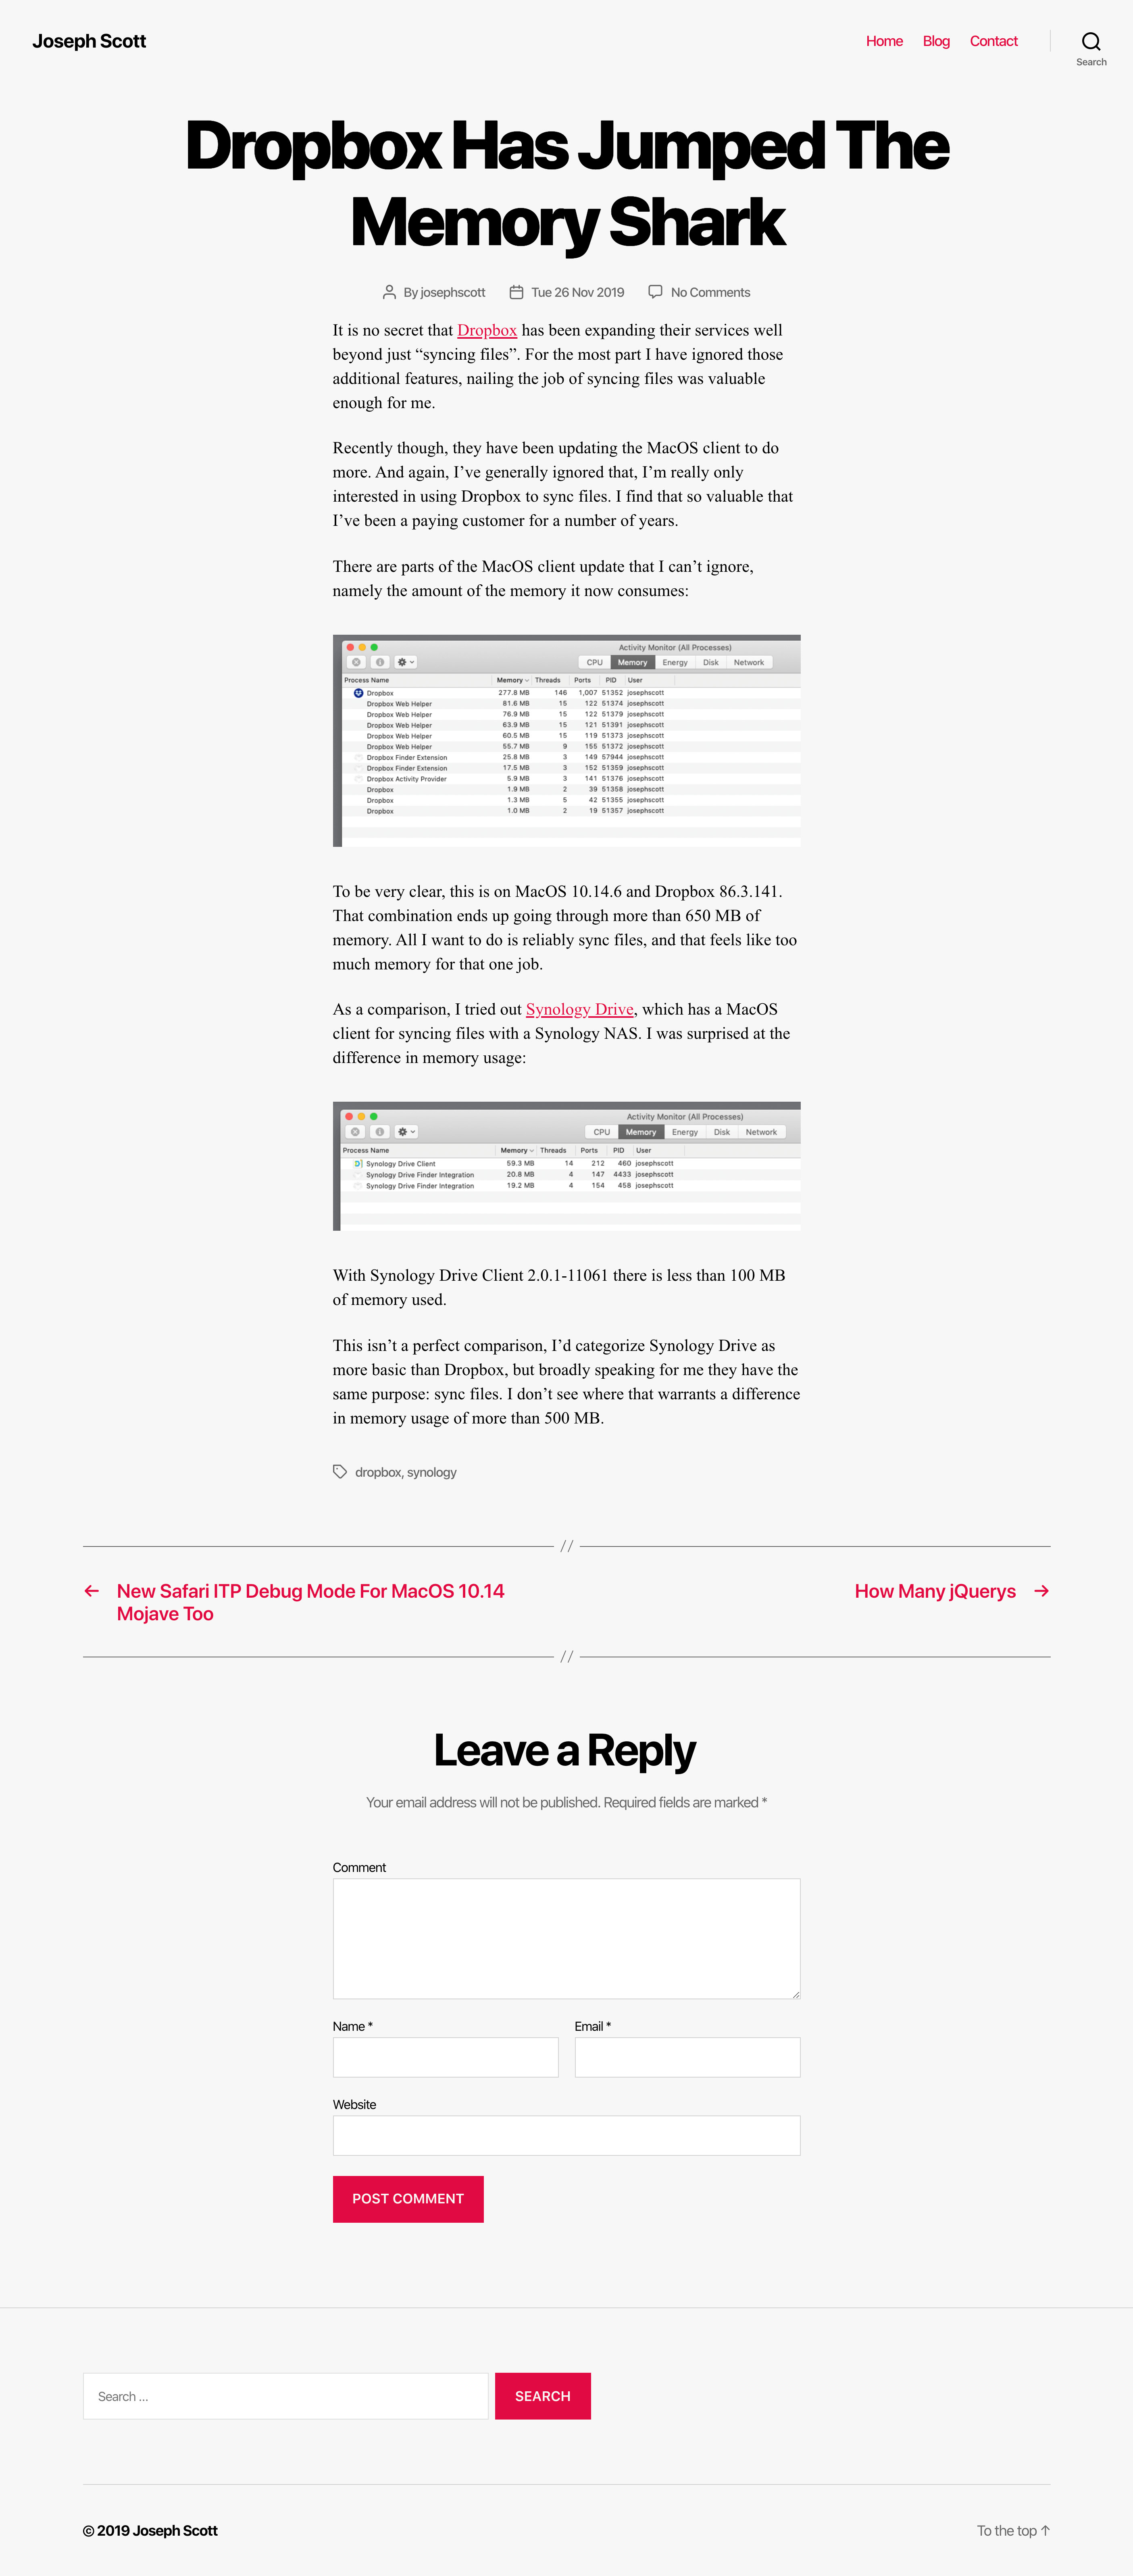 Joseph Scott
Home Blog Contact
Search
Dropbox Has Jumped The
Memory Shark
By josephscott Tue 26 Nov 2019 No Comments
It is no secret that Dropbox has been expanding their services well
beyond just “syncing files”. For the most part I have ignored those
additional features, nailing the job of syncing files was valuable
enough for me.
Recently though, they have been updating the MacOS client to do
more. And again, I’ve generally ignored that, I’m really only
interested in using Dropbox to sync files. I find that so valuable that
I’ve been a paying customer for a number of years.
There are parts of the MacOS client update that I can’t ignore,
namely the amount of the memory it now consumes:
Activity Monitor (All Processes)
CPU Memory Energy Disk Network
Process Name Memory Threads Ports PID User
Dropbox 277.8 MB 146 1,007 51352 josephscott
Dropbox Web Helper 81.6 MB 15 122 51374 josephscott
Dropbox Web Helper 76.9 MB 15 122 51379 josephscott
Dropbox Web Helper 63.9 MB 15 121 51391 josephscott
Dropbox Web Helper 60.5 MB 15 119 51373 josephscott
Dropbox Web Helper 55.7 MB 9 155 51372 josephscott
Dropbox Finder Extension 25.8 MB 3 149 57944 josephscott
Dropbox Finder Extension 17.5 MB 3 152 51359 josephscott
Dropbox Activity Provider 5.9 MB 3 141 51376 josephscott
Dropbox 1.9 MB 2 39 51358 josephscott
Dropbox 1.3 MB 5 42 51355 josephscott
Dropbox 1.0 MB 2 19 51357 josephscott
To be very clear, this is on MacOS 10.14.6 and Dropbox 86.3.141.
That combination ends up going through more than 650 MB of
memory. All I want to do is reliably sync files, and that feels like too
much memory for that one job.
As a comparison, I tried out Synology Drive, which has a MacOS
client for syncing files with a Synology NAS. I was surprised at the
difference in memory usage:
Activity Monitor (All Processes)
CPU Memory Energy Disk Network
Process Name Memory Threads Ports PID User
Synology Drive Client 59.3 MB 14 212 460 josephscott
Synology Drive Finder Integration 20.8 MB 4 147 4433 josephscott
Synology Drive Finder Integration 19.2 MB 4 154 458 josephscott
With Synology Drive Client 2.0.1-11061 there is less than 100 MB
of memory used.
This isn’t a perfect comparison, I’d categorize Synology Drive as
more basic than Dropbox, but broadly speaking for me they have the
same purpose: sync files. I don’t see where that warrants a difference
in memory usage of more than 500 MB.
dropbox, synology
//
← New Safari ITP Debug Mode For MacOS 10.14
Mojave Too
How Many jQuerys →
//
Leave a Reply
Your email address will not be published. Required fields are marked *
Comment
Name * Email *
Website
POST COMMENT
Search … SEARCH
© 2019 Joseph Scott To the top ↑